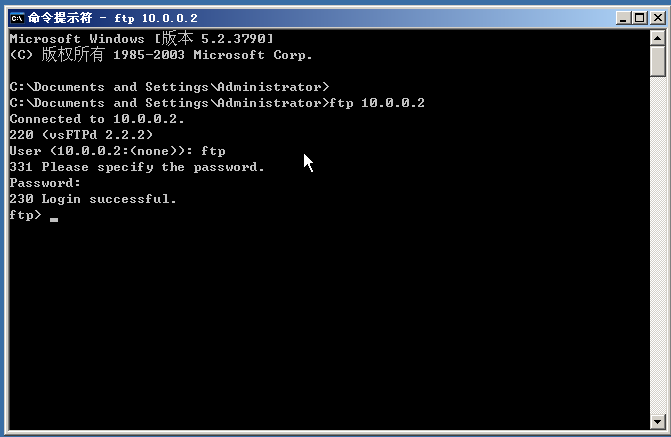 命令提示符 - ftp 10.0.0.2
Microsoft Windows [版本 5.2.3790]
(C) 版权所有 1985-2003 Microsoft Corp.
C:\Documents and Settings\Administrator>
C:\Documents and Settings\Administrator>ftp 10.0.0.2
Connected to 10.0.0.2.
220 (vsFTPd 2.2.2)
User (10.0.0.2:(none)): ftp
331 Please specify the password.
Password:
230 Login successful.
ftp>